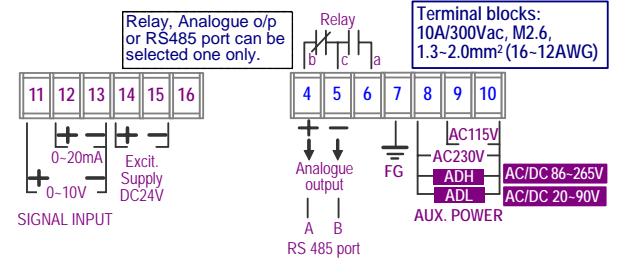 Relay, Analogue o/p
or RS485 port can be
selected one only.
Relay
b c a
Terminal blocks:
10A/300Vac, M2.6,
1.3~2.0mm² (16~12AWG)
11 12 13 14 15 16
4 5 6 7 8 9 10
0~20mA
0~10V
SIGNAL INPUT
Excit.
Supply
DC24V
Analogue
output
A B
RS 485 port
FG
AC115V
AC230V
ADH AC/DC 86~265V
ADL AC/DC 20~90V
AUX. POWER